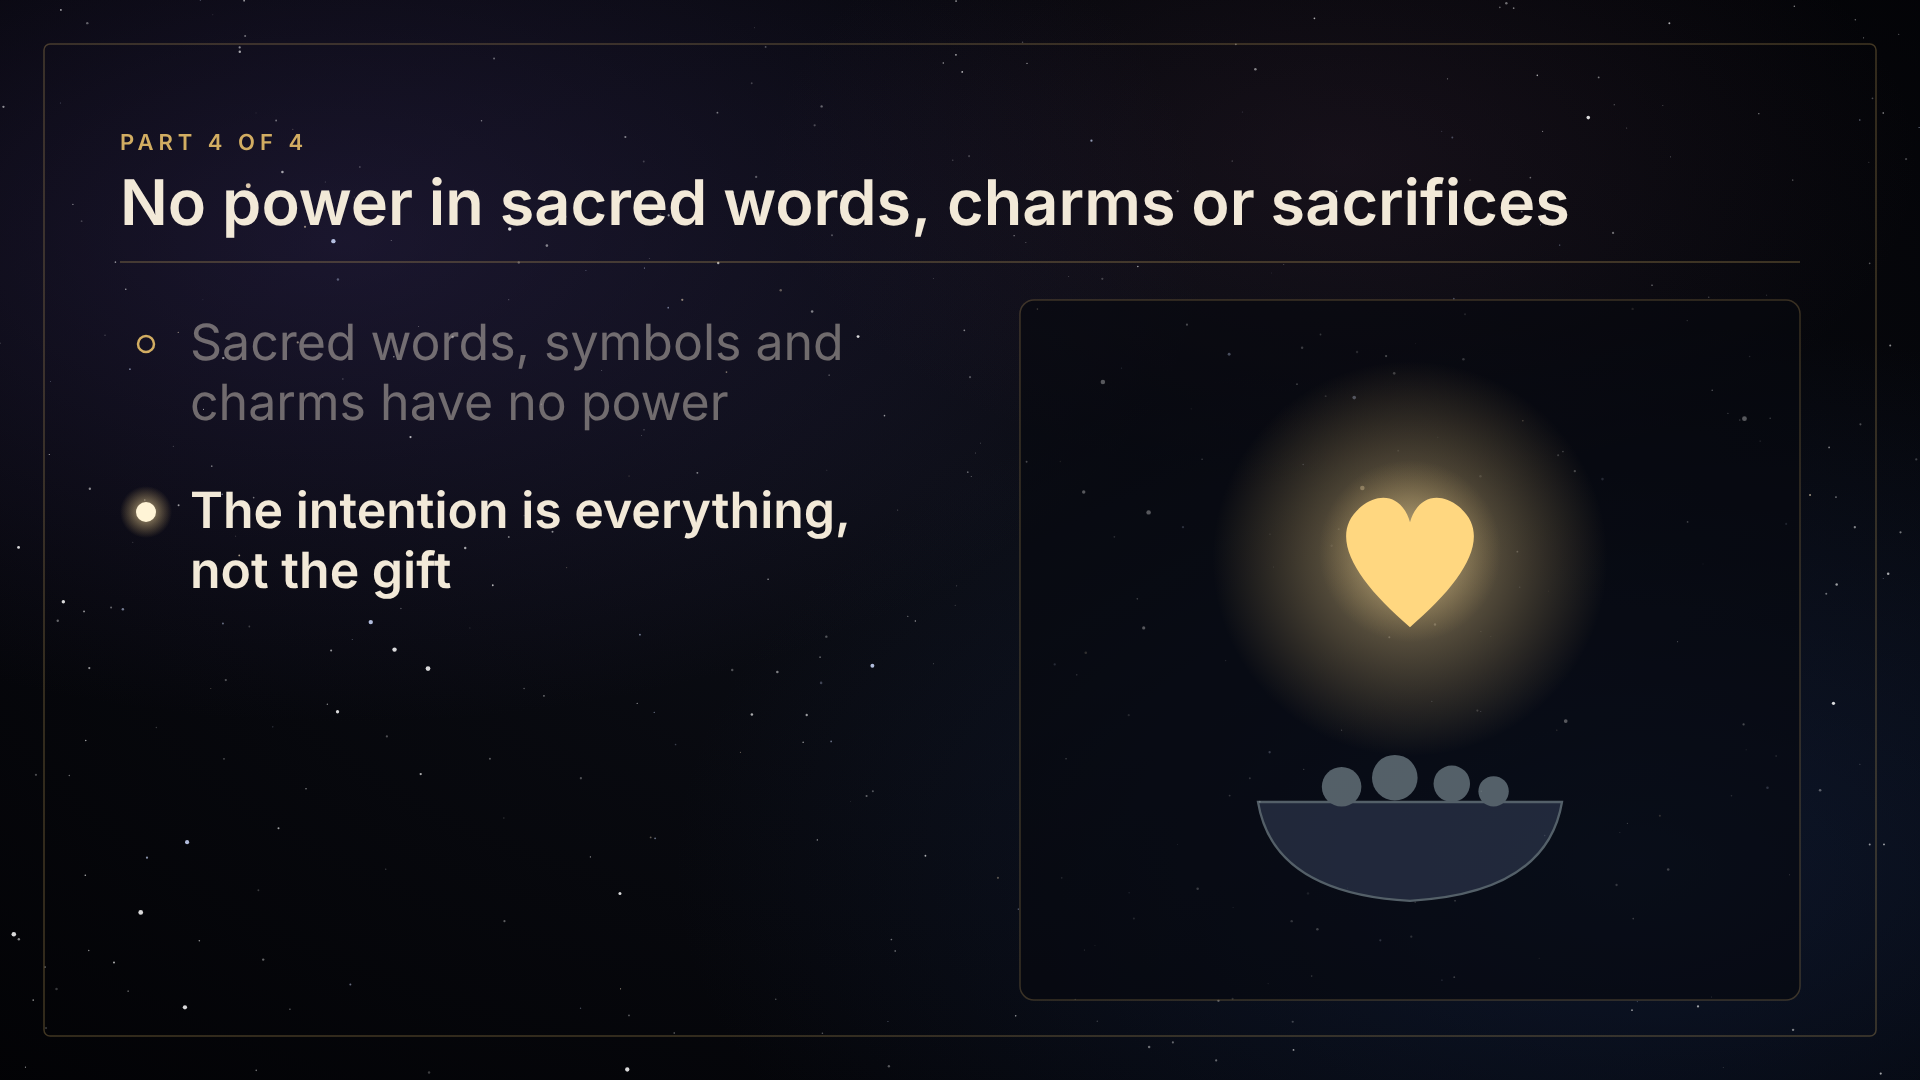 PART 4 OF 4
No power in sacred words, charms or sacrifices
Sacred words, symbols and
charms have no power
The intention is everything,
not the gift